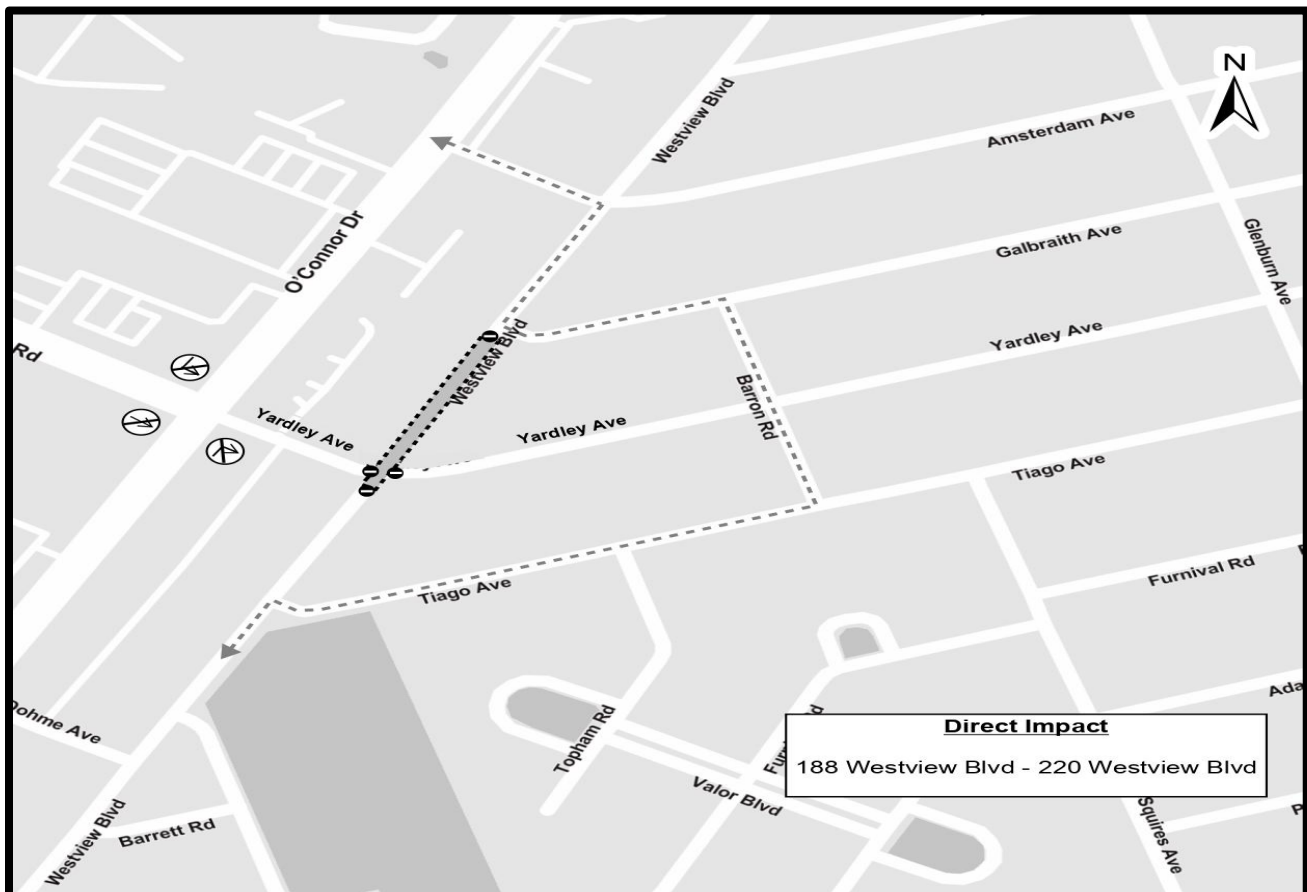 N
Westview Blvd
Amsterdam Ave
O'Connor Dr
Galbraith Ave
Glenburn Ave
Westview Blvd
Yardley Ave
Rd
Barron Rd
Yardley Ave
Yardley Ave
Tiago Ave
Furnival Rd
Tiago Ave
Topham Rd
Valor Blvd
Direct Impact
188 Westview Blvd - 220 Westview Blvd
Squires Ave
Barrett Rd
Westview Blvd